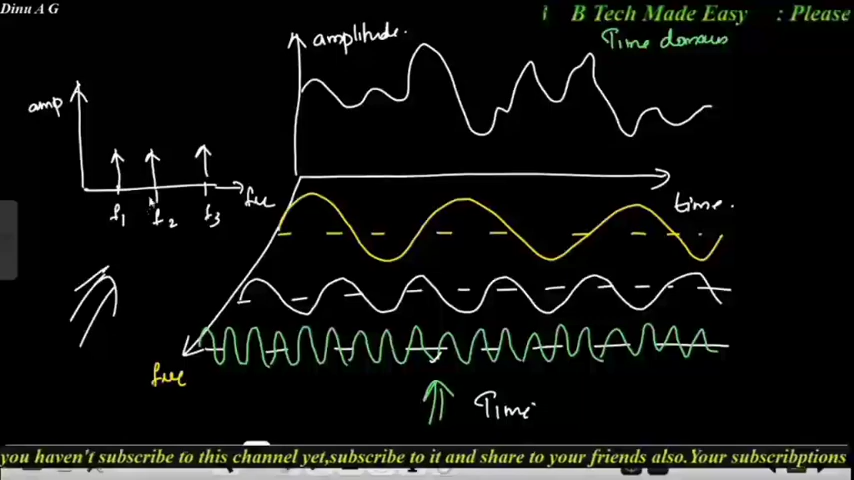 Dinu A G
B Tech Made Easy : Please
Time domain
amplitude.
amp
fre
f1 f2 f3
time.
fre
Time
you haven't subscribe to this channel yet,subscribe to it and share to your friends also.Your subscribptions